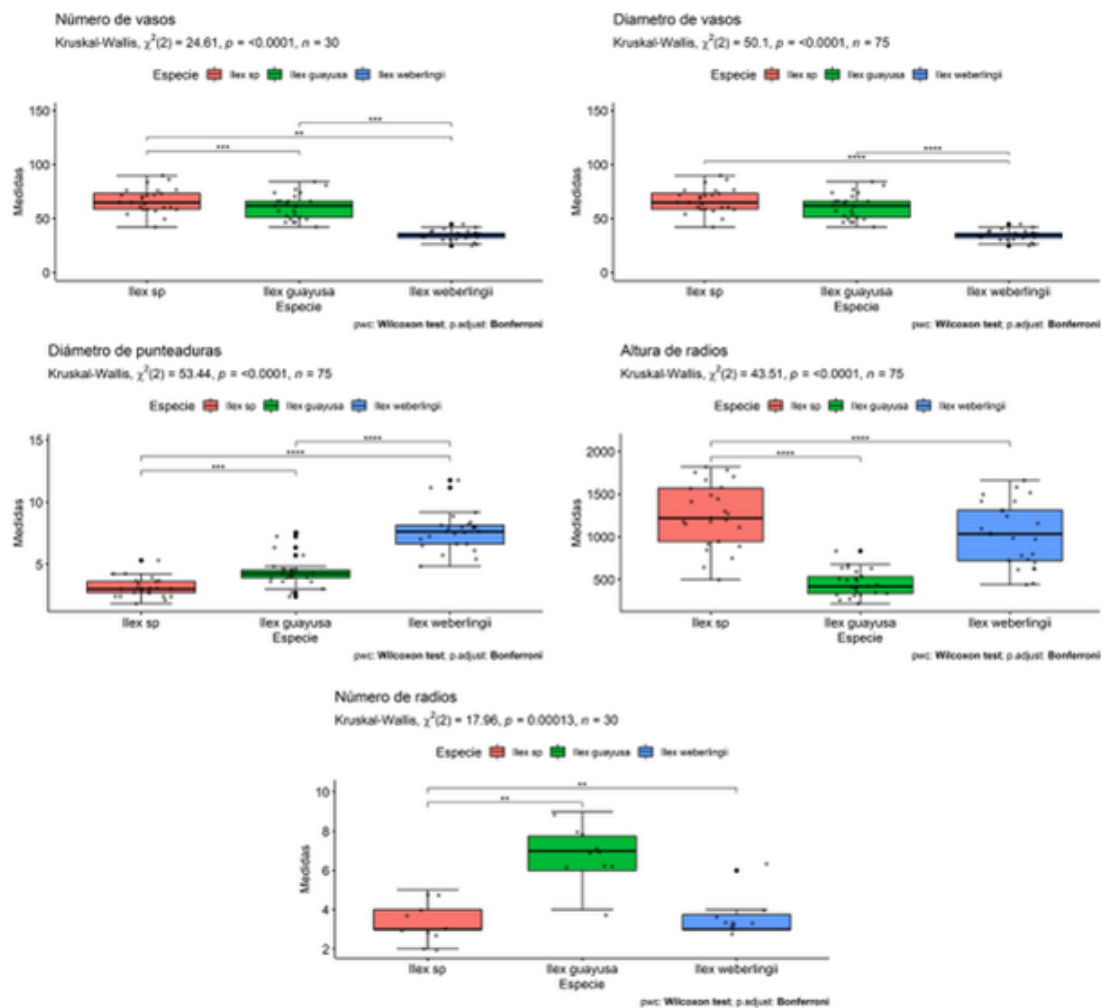 Número de vasos
Kruskal-Wallis, χ²(2) = 24.61, p = <0.0001, n = 30
Especie Ilex sp Ilex guayusa Ilex weberlingii
150
100
50
0
Medidas
***
**
***
Ilex sp Ilex guayusa Ilex weberlingii
Especie
pwc: Wilcoxon test; p.adjust: Bonferroni
Diametro de vasos
Kruskal-Wallis, χ²(2) = 50.1, p = <0.0001, n = 75
Especie Ilex sp Ilex guayusa Ilex weberlingii
150
100
50
0
Medidas
****
****
Ilex sp Ilex guayusa Ilex weberlingii
Especie
pwc: Wilcoxon test; p.adjust: Bonferroni
Diámetro de punteaduras
Kruskal-Wallis, χ²(2) = 53.44, p = <0.0001, n = 75
Especie Ilex sp Ilex guayusa Ilex weberlingii
15
10
5
Medidas
****
****
***
Ilex sp Ilex guayusa Ilex weberlingii
Especie
pwc: Wilcoxon test; p.adjust: Bonferroni
Altura de radios
Kruskal-Wallis, χ²(2) = 43.51, p = <0.0001, n = 75
Especie Ilex sp Ilex guayusa Ilex weberlingii
2000
1500
1000
500
Medidas
****
****
Ilex sp Ilex guayusa Ilex weberlingii
Especie
pwc: Wilcoxon test; p.adjust: Bonferroni
Número de radios
Kruskal-Wallis, χ²(2) = 17.96, p = 0.00013, n = 30
Especie Ilex sp Ilex guayusa Ilex weberlingii
10
8
6
4
2
Medidas
**
**
Ilex sp Ilex guayusa Ilex weberlingii
Especie
pwc: Wilcoxon test; p.adjust: Bonferroni